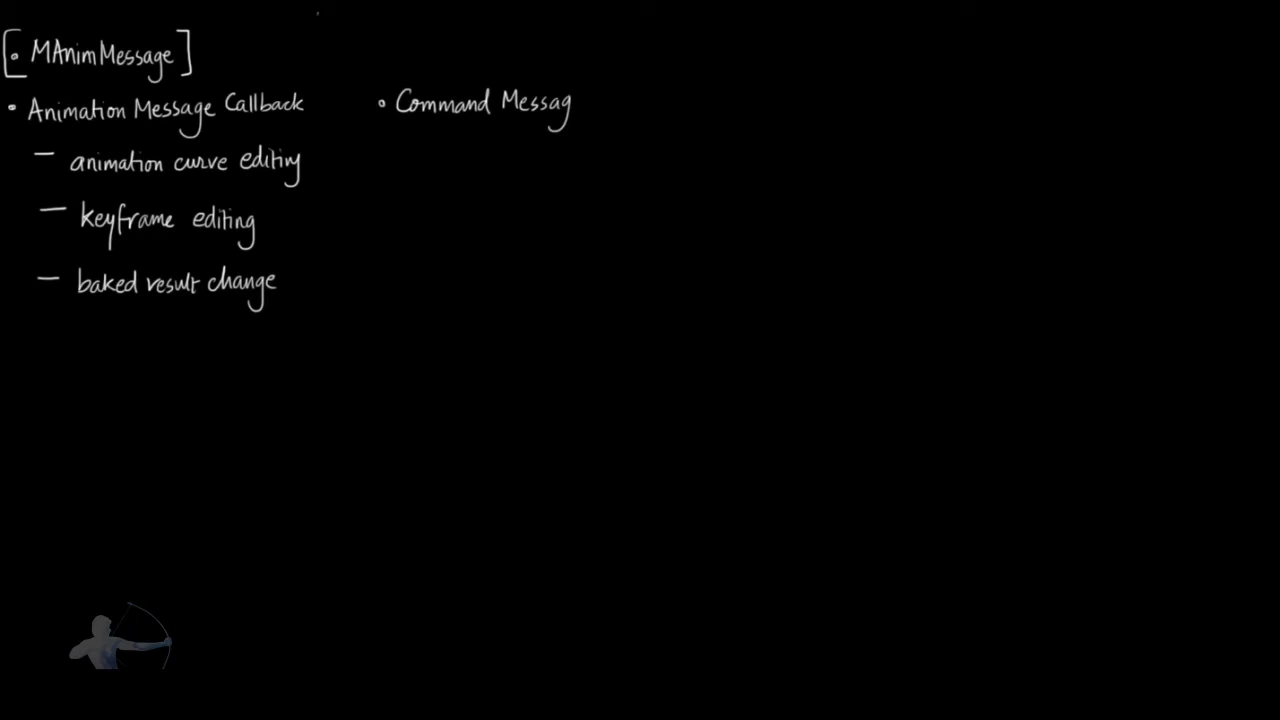 [• MAnimMessage]
• Animation Message Callback
— animation curve editing
— keyframe editing
— baked result change
• Command Messag